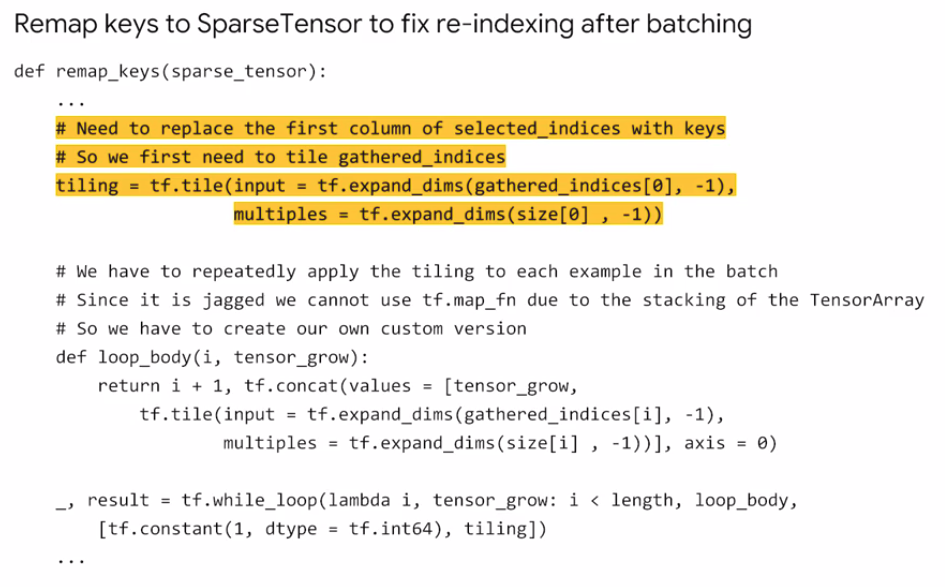 Remap keys to SparseTensor to fix re-indexing after batching
def remap_keys(sparse_tensor):
    ...
    # Need to replace the first column of selected_indices with keys
    # So we first need to tile gathered_indices
    tiling = tf.tile(input = tf.expand_dims(gathered_indices[0], -1),
                     multiples = tf.expand_dims(size[0] , -1))
    # We have to repeatedly apply the tiling to each example in the batch
    # Since it is jagged we cannot use tf.map_fn due to the stacking of the TensorArray
    # So we have to create our own custom version
    def loop_body(i, tensor_grow):
        return i + 1, tf.concat(values = [tensor_grow,
            tf.tile(input = tf.expand_dims(gathered_indices[i], -1),
                    multiples = tf.expand_dims(size[i] , -1))], axis = 0)
    _, result = tf.while_loop(lambda i, tensor_grow: i < length, loop_body,
        [tf.constant(1, dtype = tf.int64), tiling])
    ...